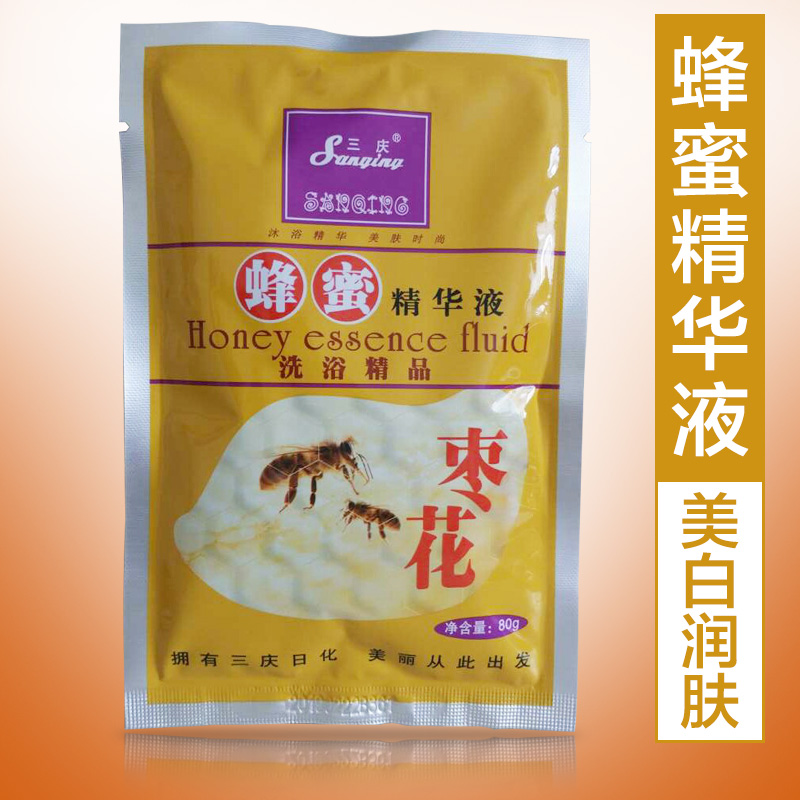 三庆®
Sanqing
SANQING
沐浴精华 美肤时尚
蜂蜜精华液
Honey essence fluid
洗浴精品
枣花
净含量：80g
拥有三庆日化 美丽从此出发
蜂蜜精华液
美白润肤